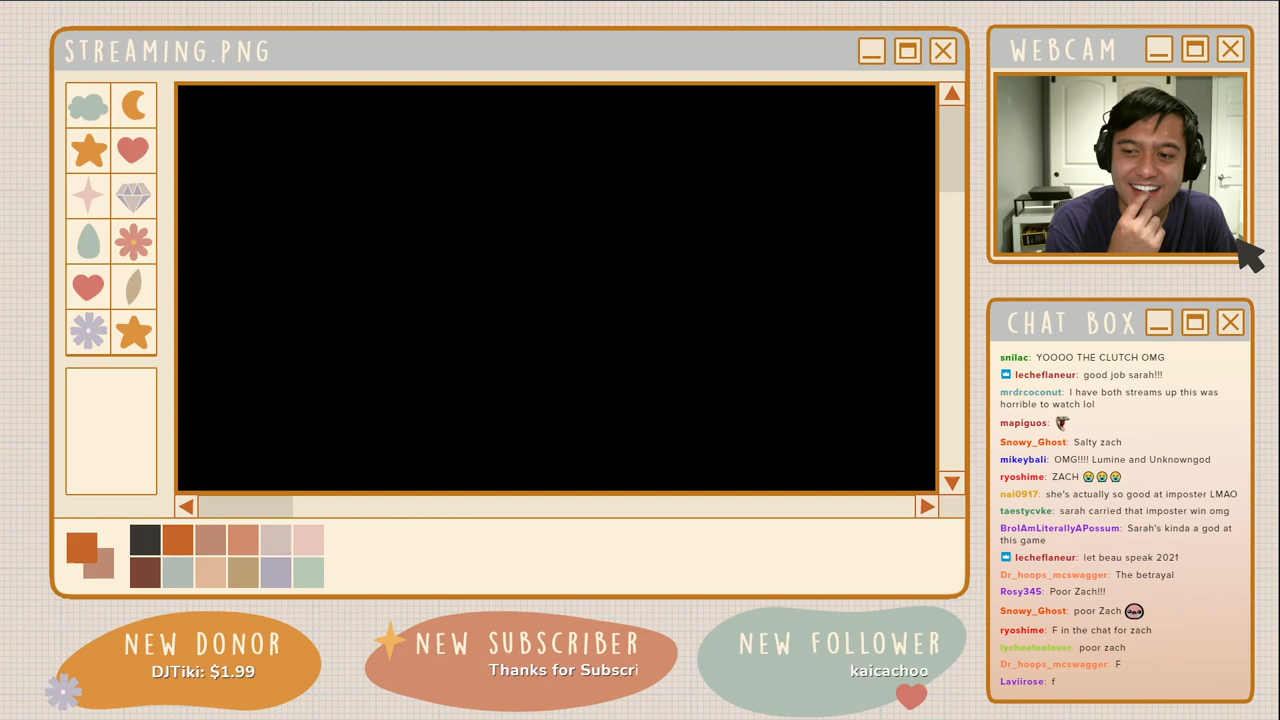 STREAMING.PNG
WEBCAM
CHAT BOX
snilac: YOOOO THE CLUTCH OMG
lecheflaneur: good job sarah!!!
mrdrcoconut: I have both streams up this was
horrible to watch lol
mapiguos:
Snowy_Ghost: Salty zach
mikeybali: OMG!!!! Lumine and Unknowngod
ryoshime: ZACH
nai0917: she's actually so good at imposter LMAO
taestycvke: sarah carried that imposter win omg
BroIAmLiterallyAPossum: Sarah's kinda a god at
this game
lecheflaneur: let beau speak 2021
Dr_hoops_mcswagger: The betrayal
Rosy345: Poor Zach!!!
Snowy_Ghost: poor Zach
ryoshime: F in the chat for zach
lycheetealover: poor zach
Dr_hoops_mcswagger: F
Laviirose: f
NEW DONOR
DJTiki: $1.99
NEW SUBSCRIBER
Thanks for Subscri
NEW FOLLOWER
kaicachoo